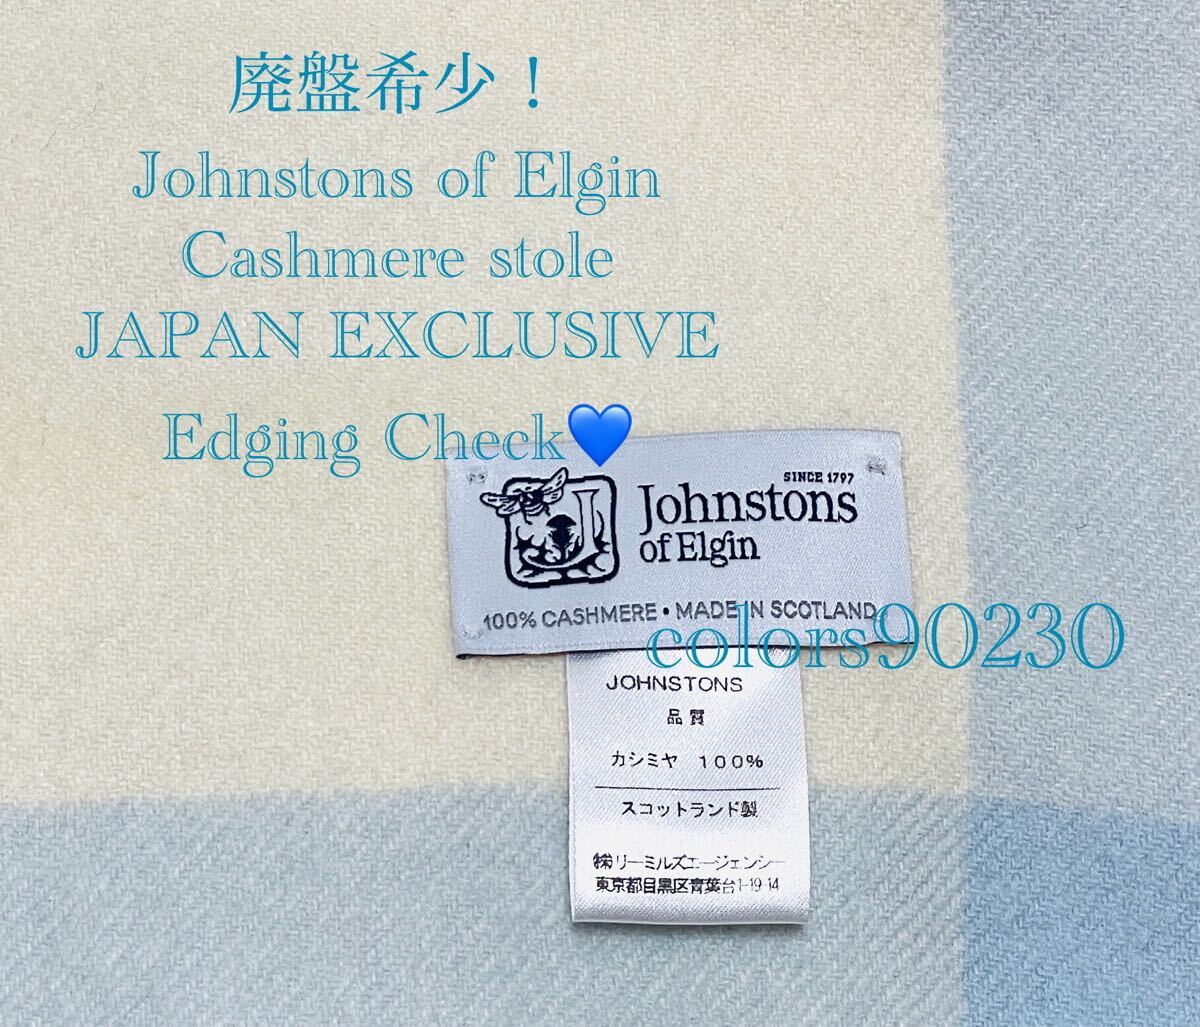 廃盤希少！
Johnstons of Elgin
Cashmere stole
JAPAN EXCLUSIVE
Edging Check💙
SINCE 1797
Johnstons
of Elgin
100% CASHMERE • MADE IN SCOTLAND
colors90230
JOHNSTONS
品質
カシミヤ 100%
スコットランド製
㈱リーミルズエージェンシー
東京都目黒区青葉台1-19-14